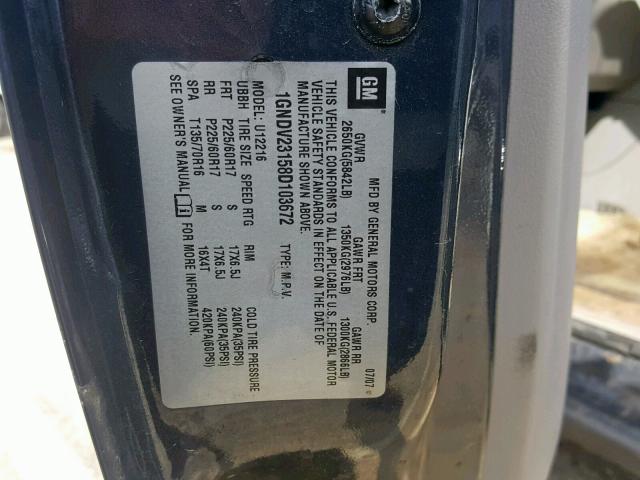 GM
MFD BY GENERAL MOTORS CORP. 07/07
GVWR GAWR FRT GAWR RR
2650KG(5842LB) 1350KG(2976LB) 1300KG(2866LB)
THIS VEHICLE CONFORMS TO ALL APPLICABLE U.S. FEDERAL MOTOR
VEHICLE SAFETY STANDARDS IN EFFECT ON THE DATE OF
MANUFACTURE SHOWN ABOVE.
1GNDV23158D103672 TYPE: M.P.V.
MODEL: U12216
UBBH TIRE SIZE SPEED RTG RIM COLD TIRE PRESSURE
FRT P225/60R17 S 17X6.5J 240KPA(35PSI)
RR P225/60R17 S 17X6.5J 240KPA(35PSI)
SPA T135/70R16 M 16X4T 420KPA(60PSI)
SEE OWNER'S MANUAL FOR MORE INFORMATION.